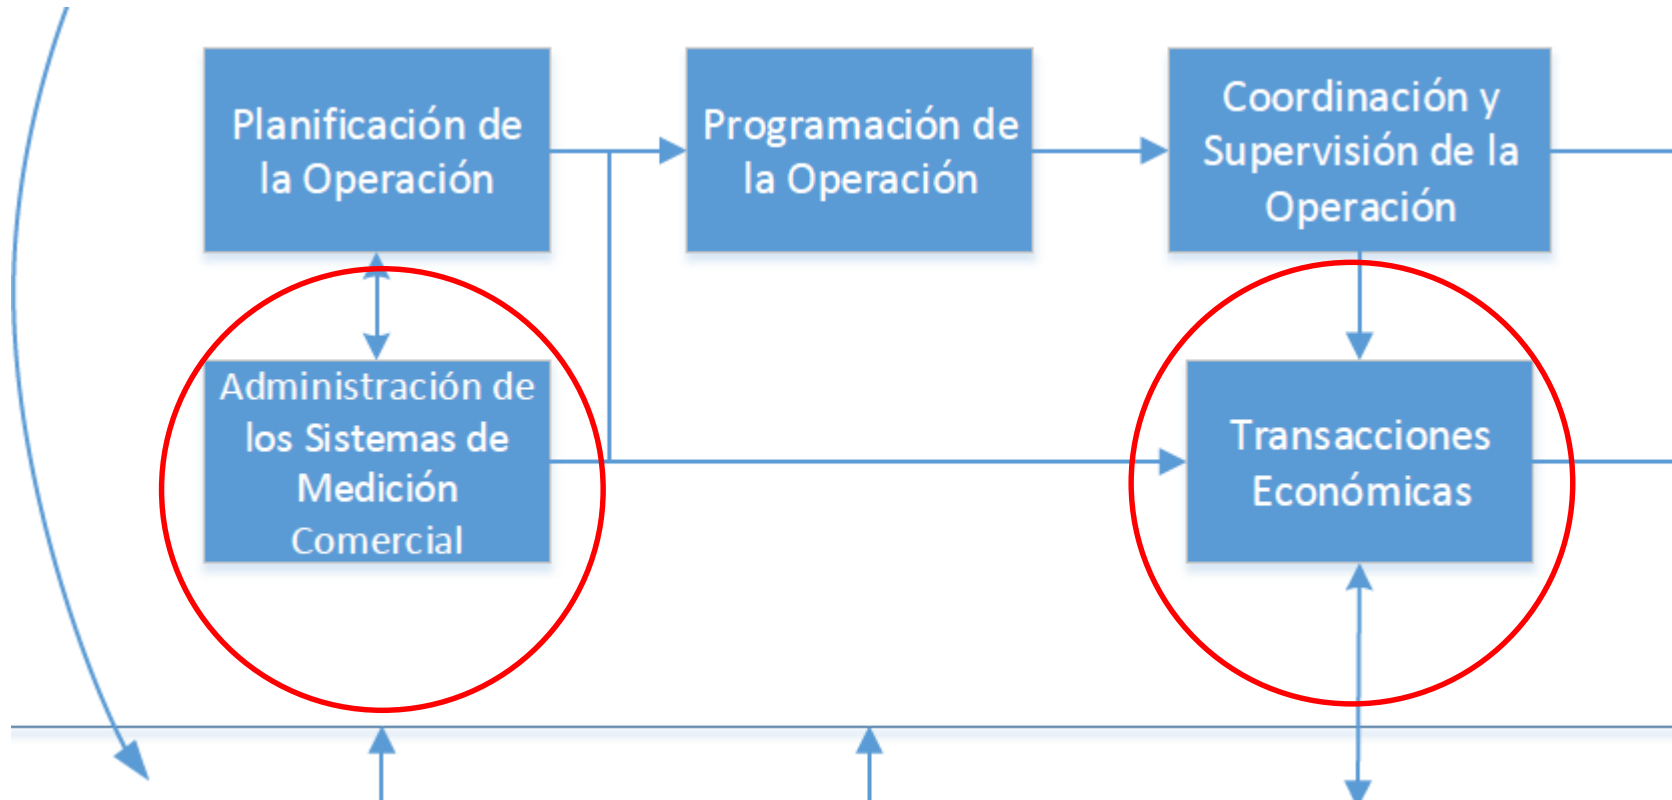 Planificación de
la Operación
Programación de
la Operación
Coordinación y
Supervisión de la
Operación
Administración de
los Sistemas de
Medición
Comercial
Transacciones
Económicas